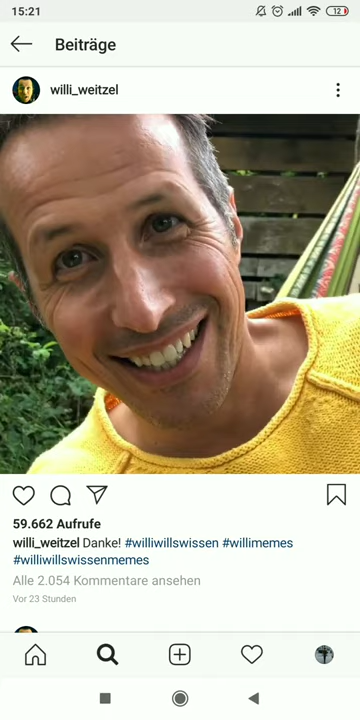 15:21
12
Beiträge
willi_weitzel
59.662 Aufrufe
willi_weitzel Danke! #williwillswissen #willimemes
#williwillswissenmemes
Alle 2.054 Kommentare ansehen
Vor 23 Stunden